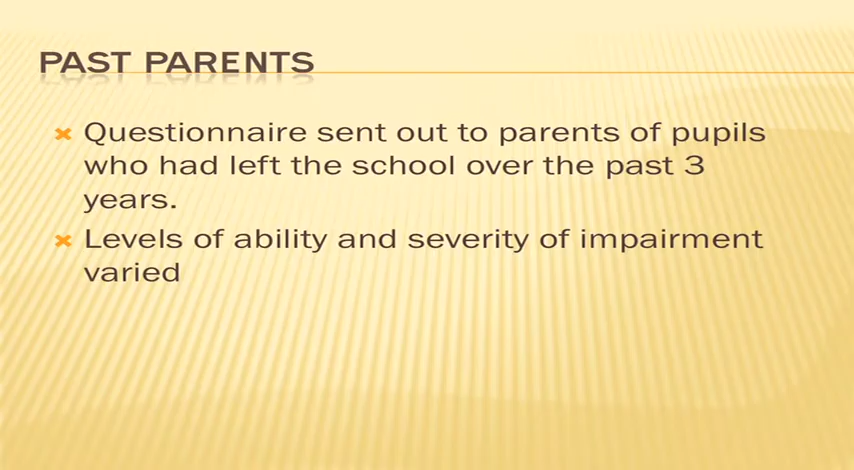 PAST PARENTS
Questionnaire sent out to parents of pupils
who had left the school over the past 3
years.
Levels of ability and severity of impairment
varied